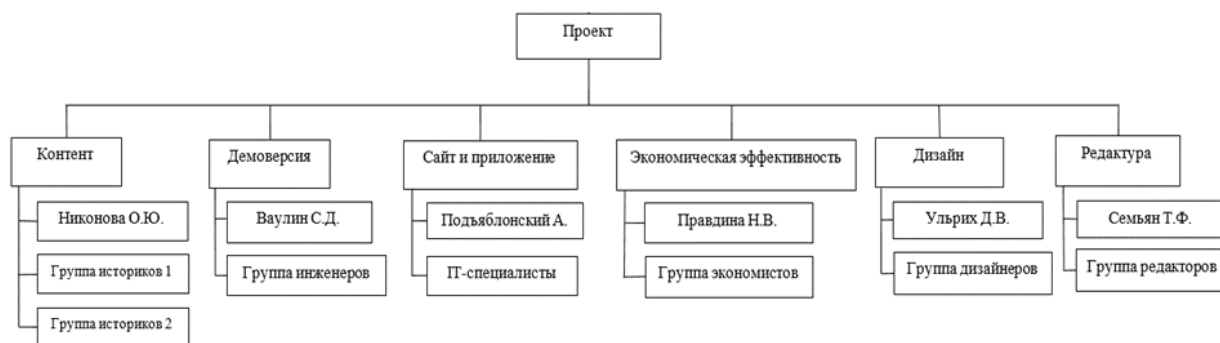 Проект
Контент
Демоверсия
Сайт и приложение
Экономическая эффективность
Дизайн
Редактура
Никонова О.Ю.
Ваулин С.Д.
Подъяблонский А.
Правдина Н.В.
Ульрих Д.В.
Семьян Т.Ф.
Группа историков 1
Группа инженеров
IT-специалисты
Группа экономистов
Группа дизайнеров
Группа редакторов
Группа историков 2